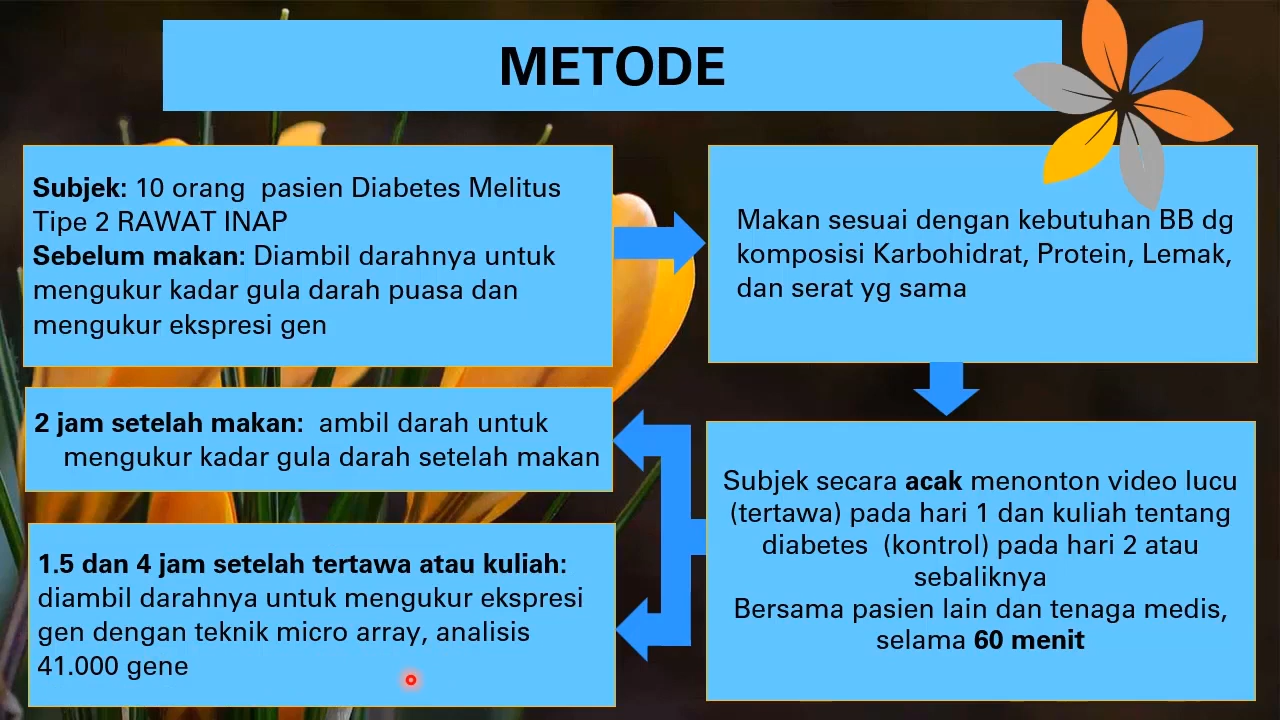 METODE
Subjek: 10 orang  pasien Diabetes Melitus
Tipe 2 RAWAT INAP
Sebelum makan: Diambil darahnya untuk
mengukur kadar gula darah puasa dan
mengukur ekspresi gen
Makan sesuai dengan kebutuhan BB dg
komposisi Karbohidrat, Protein, Lemak,
dan serat yg sama
Subjek secara acak menonton video lucu
(tertawa) pada hari 1 dan kuliah tentang
diabetes  (kontrol) pada hari 2 atau
sebaliknya
Bersama pasien lain dan tenaga medis,
selama 60 menit
2 jam setelah makan:  ambil darah untuk
mengukur kadar gula darah setelah makan
1.5 dan 4 jam setelah tertawa atau kuliah:
diambil darahnya untuk mengukur ekspresi
gen dengan teknik micro array, analisis
41.000 gene